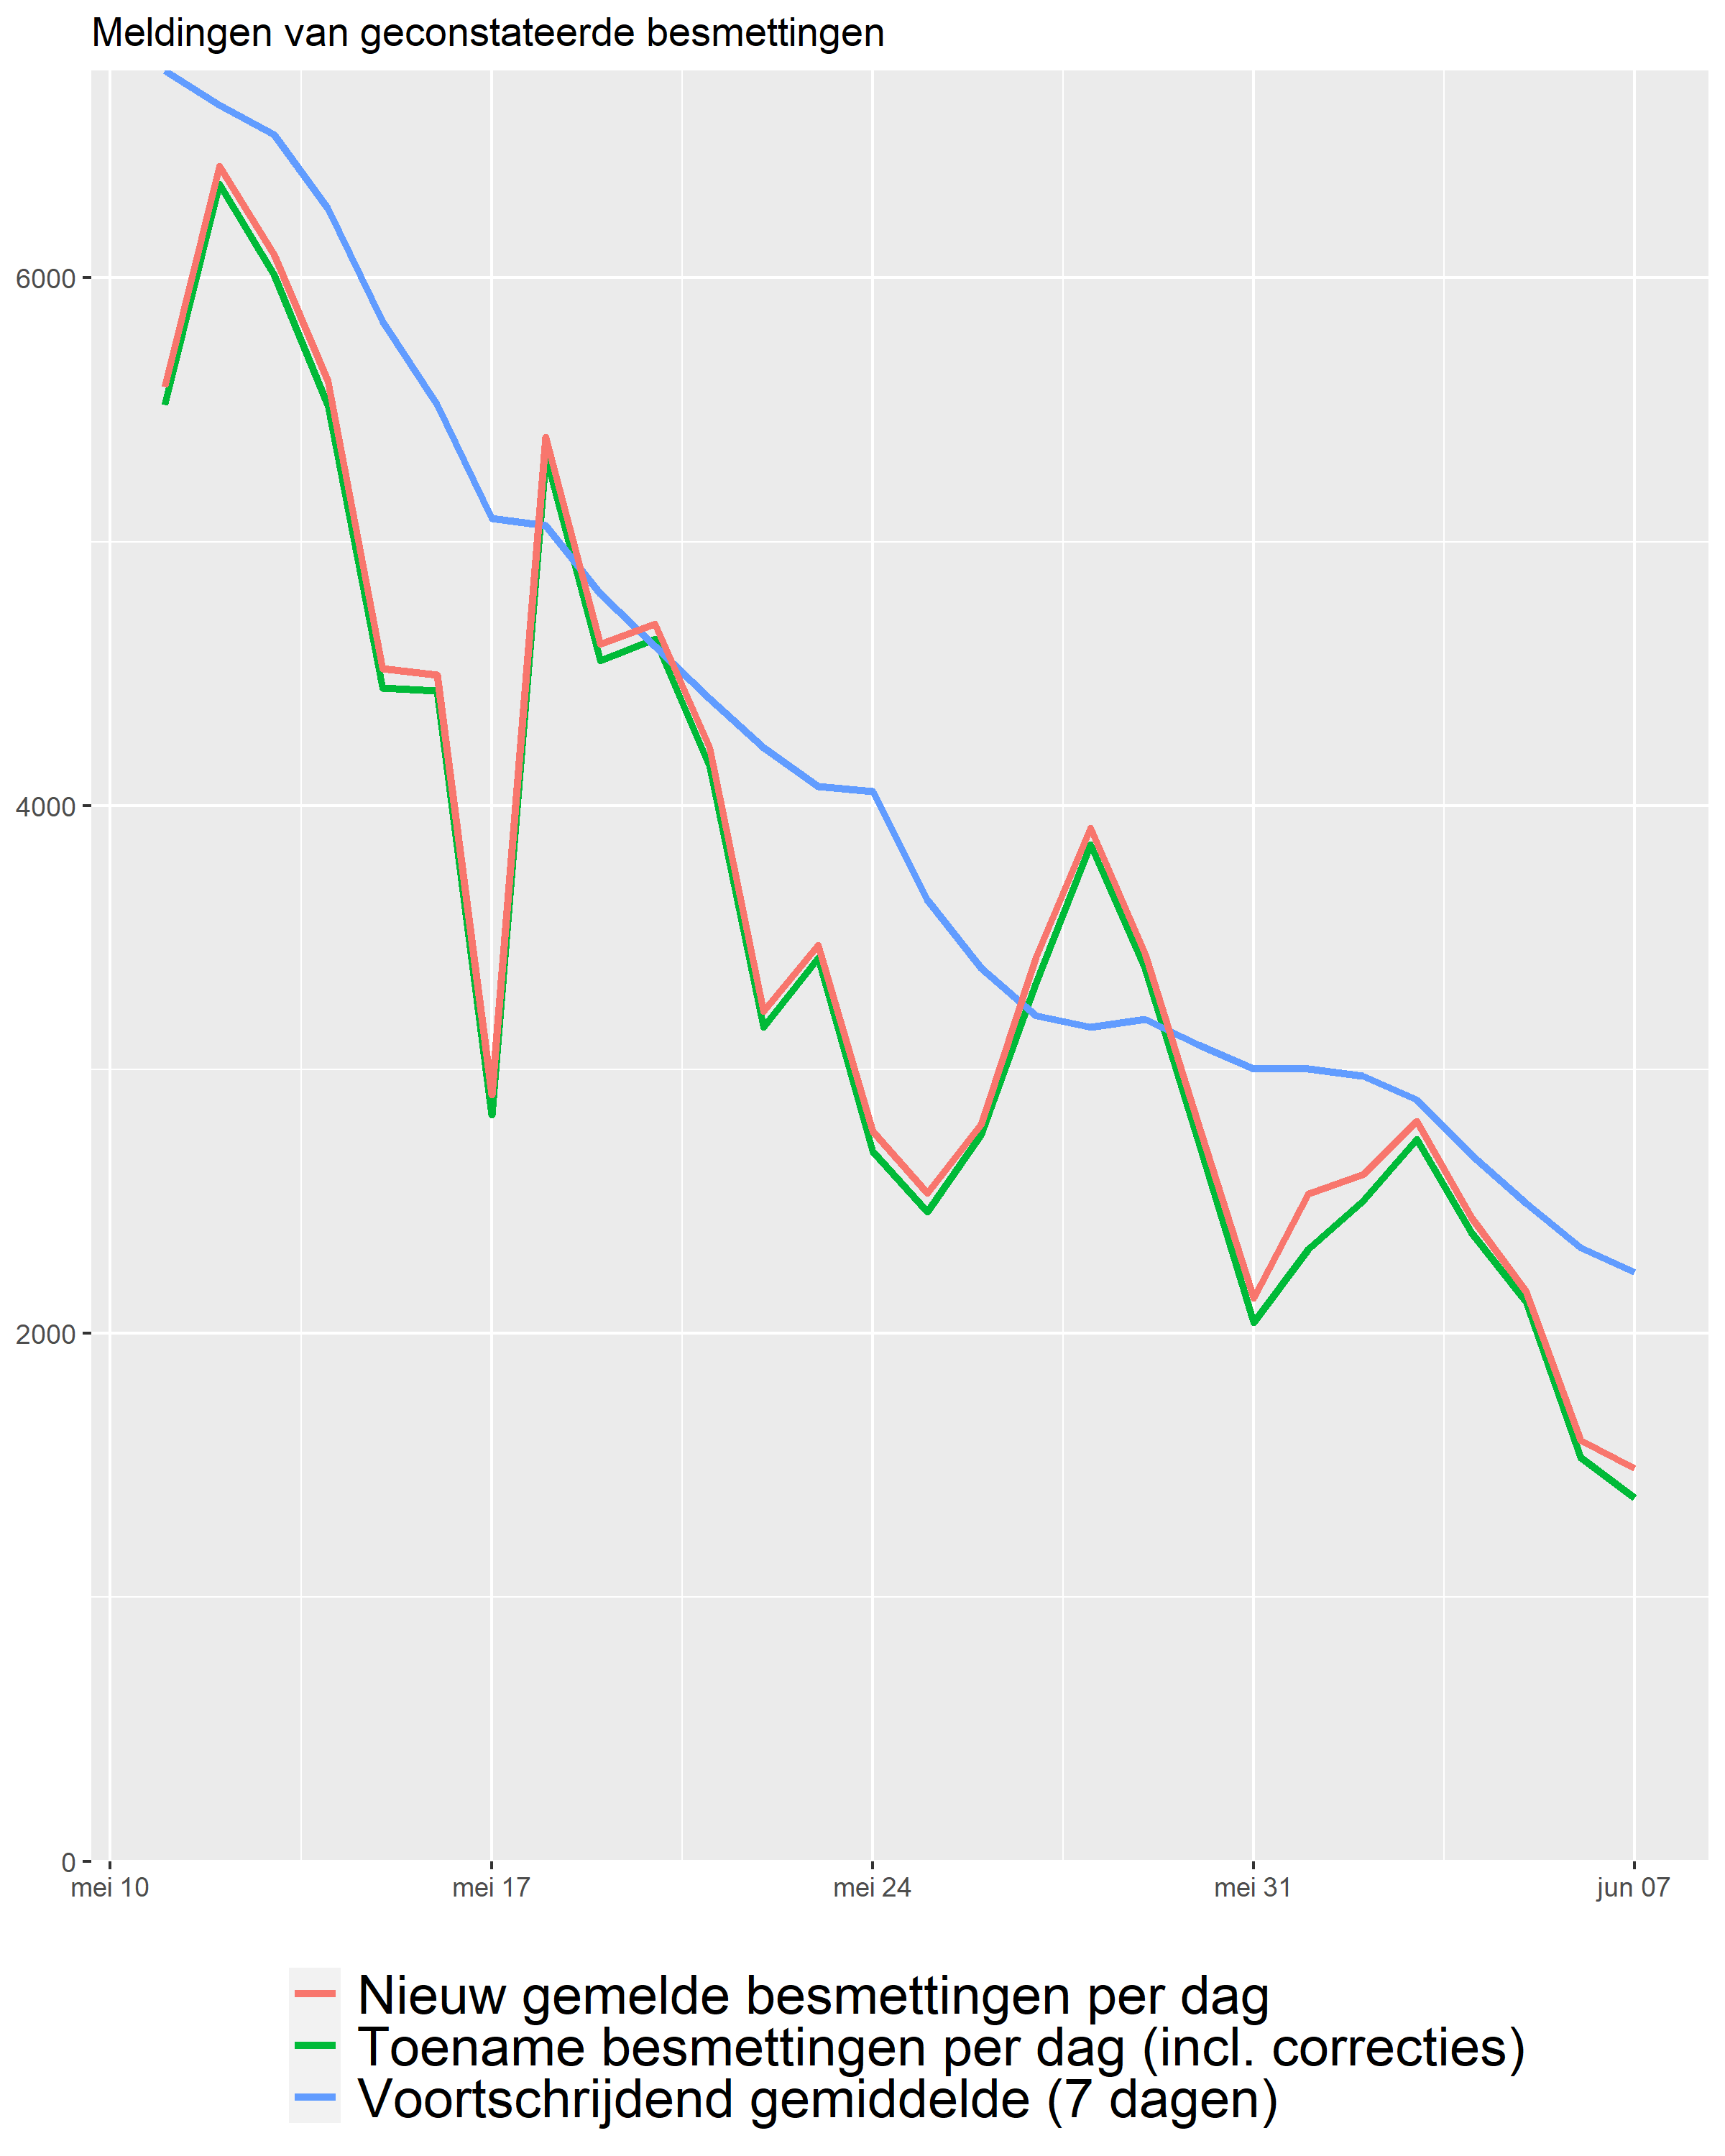 Meldingen van geconstateerde besmettingen
6000
4000
2000
0
mei 10 mei 17 mei 24 mei 31 jun 07
Nieuw gemelde besmettingen per dag
Toename besmettingen per dag (incl. correcties)
Voortschrijdend gemiddelde (7 dagen)